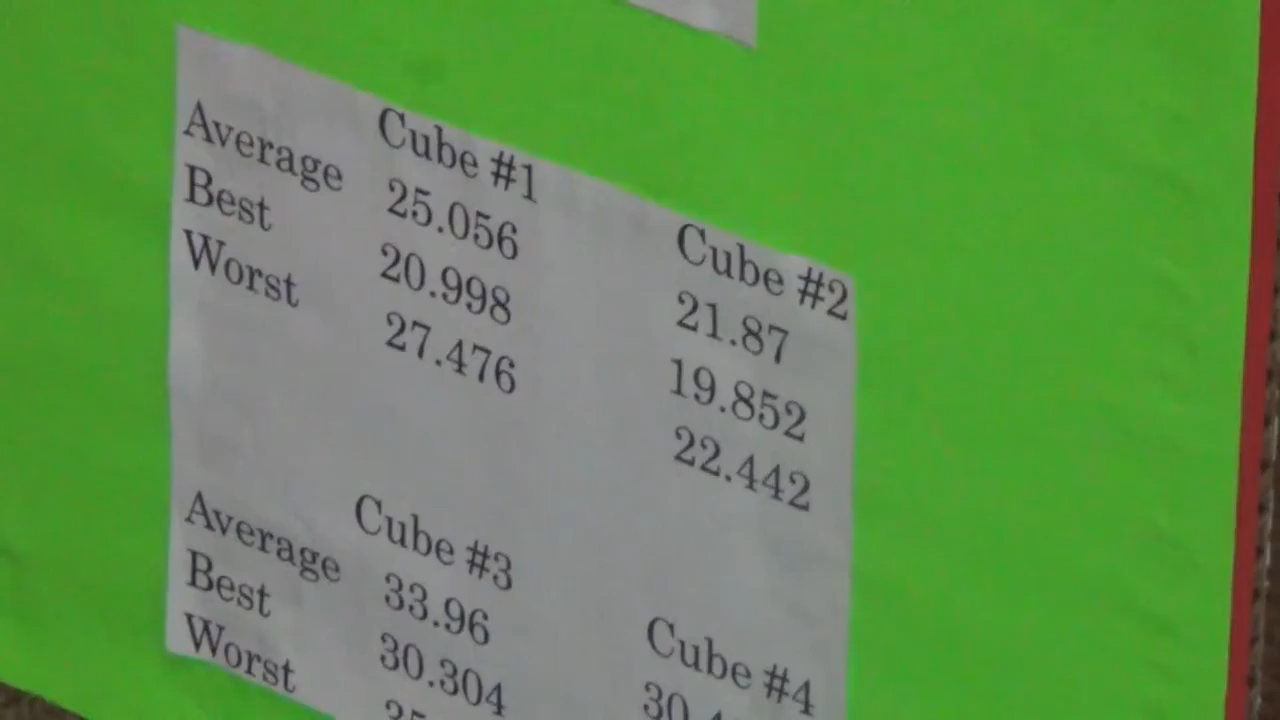 Cube #1 Cube #2
Average 25.056 21.87
Best 20.998 19.852
Worst 27.476 22.442
Cube #3 Cube #4
Average 33.96
Best 30.304
Worst